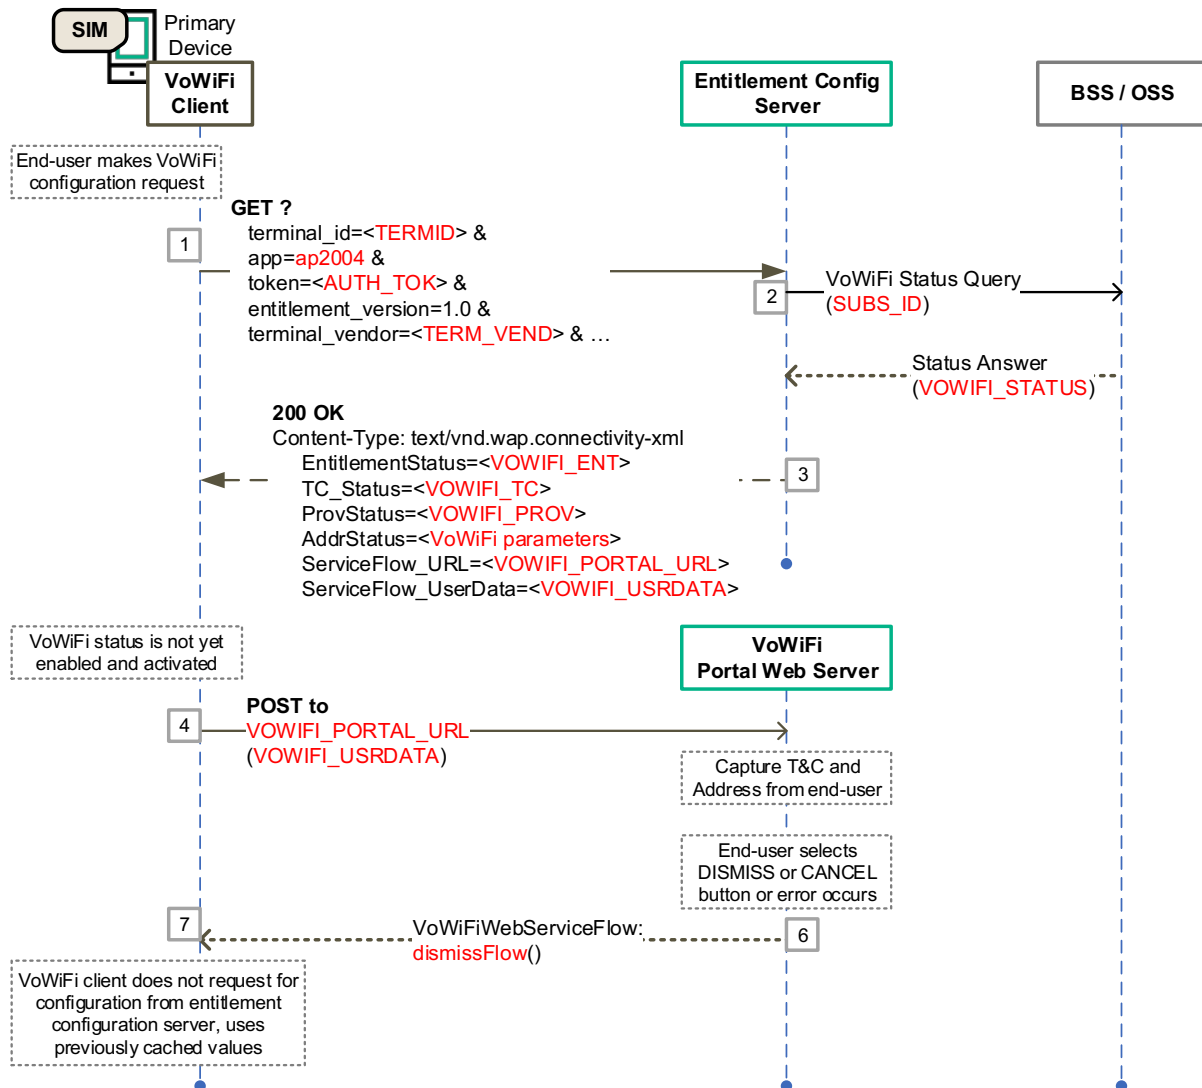 SIM
Primary
Device
VoWiFi
Client
Entitlement Config
Server
BSS / OSS
End-user makes VoWiFi
configuration request
1
GET ?
terminal_id=<TERMID> &
app=ap2004 &
token=<AUTH_TOK> &
entitlement_version=1.0 &
terminal_vendor=<TERM_VEND> & …
2
VoWiFi Status Query
(SUBS_ID)
Status Answer
(VOWIFI_STATUS)
200 OK
Content-Type: text/vnd.wap.connectivity-xml
EntitlementStatus=<VOWIFI_ENT>
TC_Status=<VOWIFI_TC>
ProvStatus=<VOWIFI_PROV>
AddrStatus=<VoWiFi parameters>
ServiceFlow_URL=<VOWIFI_PORTAL_URL>
ServiceFlow_UserData=<VOWIFI_USRDATA>
3
VoWiFi status is not yet
enabled and activated
VoWiFi
Portal Web Server
4
POST to
VOWIFI_PORTAL_URL
(VOWIFI_USRDATA)
Capture T&C and
Address from end-user
End-user selects
DISMISS or CANCEL
button or error occurs
7
VoWiFiWebServiceFlow:
dismissFlow()
6
VoWiFi client does not request for
configuration from entitlement
configuration server, uses
previously cached values